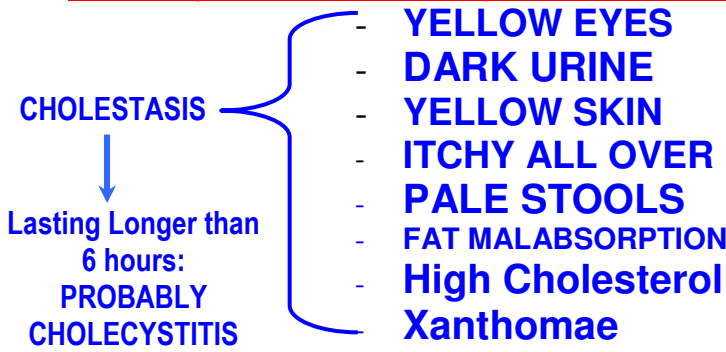 - YELLOW EYES
- DARK URINE
CHOLESTASIS - YELLOW SKIN
- ITCHY ALL OVER
- PALE STOOLS
- FAT MALABSORPTION
- High Cholesterol
- Xanthomae
Lasting Longer than
6 hours:
PROBABLY
CHOLECYSTITIS